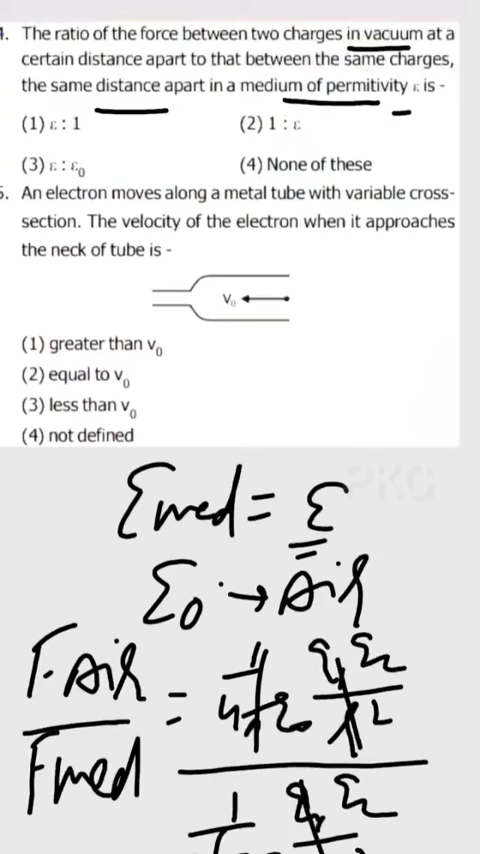 4. The ratio of the force between two charges in vacuum at a
certain distance apart to that between the same charges,
the same distance apart in a medium of permitivity ε is -
(1) ε : 1 (2) 1 : ε
(3) ε : ε₀ (4) None of these
5. An electron moves along a metal tube with variable cross-
section. The velocity of the electron when it approaches
the neck of tube is -
V₀
(1) greater than v₀
(2) equal to v₀
(3) less than v₀
(4) not defined
PKG
Σmed = ε
Σ₀ → Air
F Air
Fmed
=